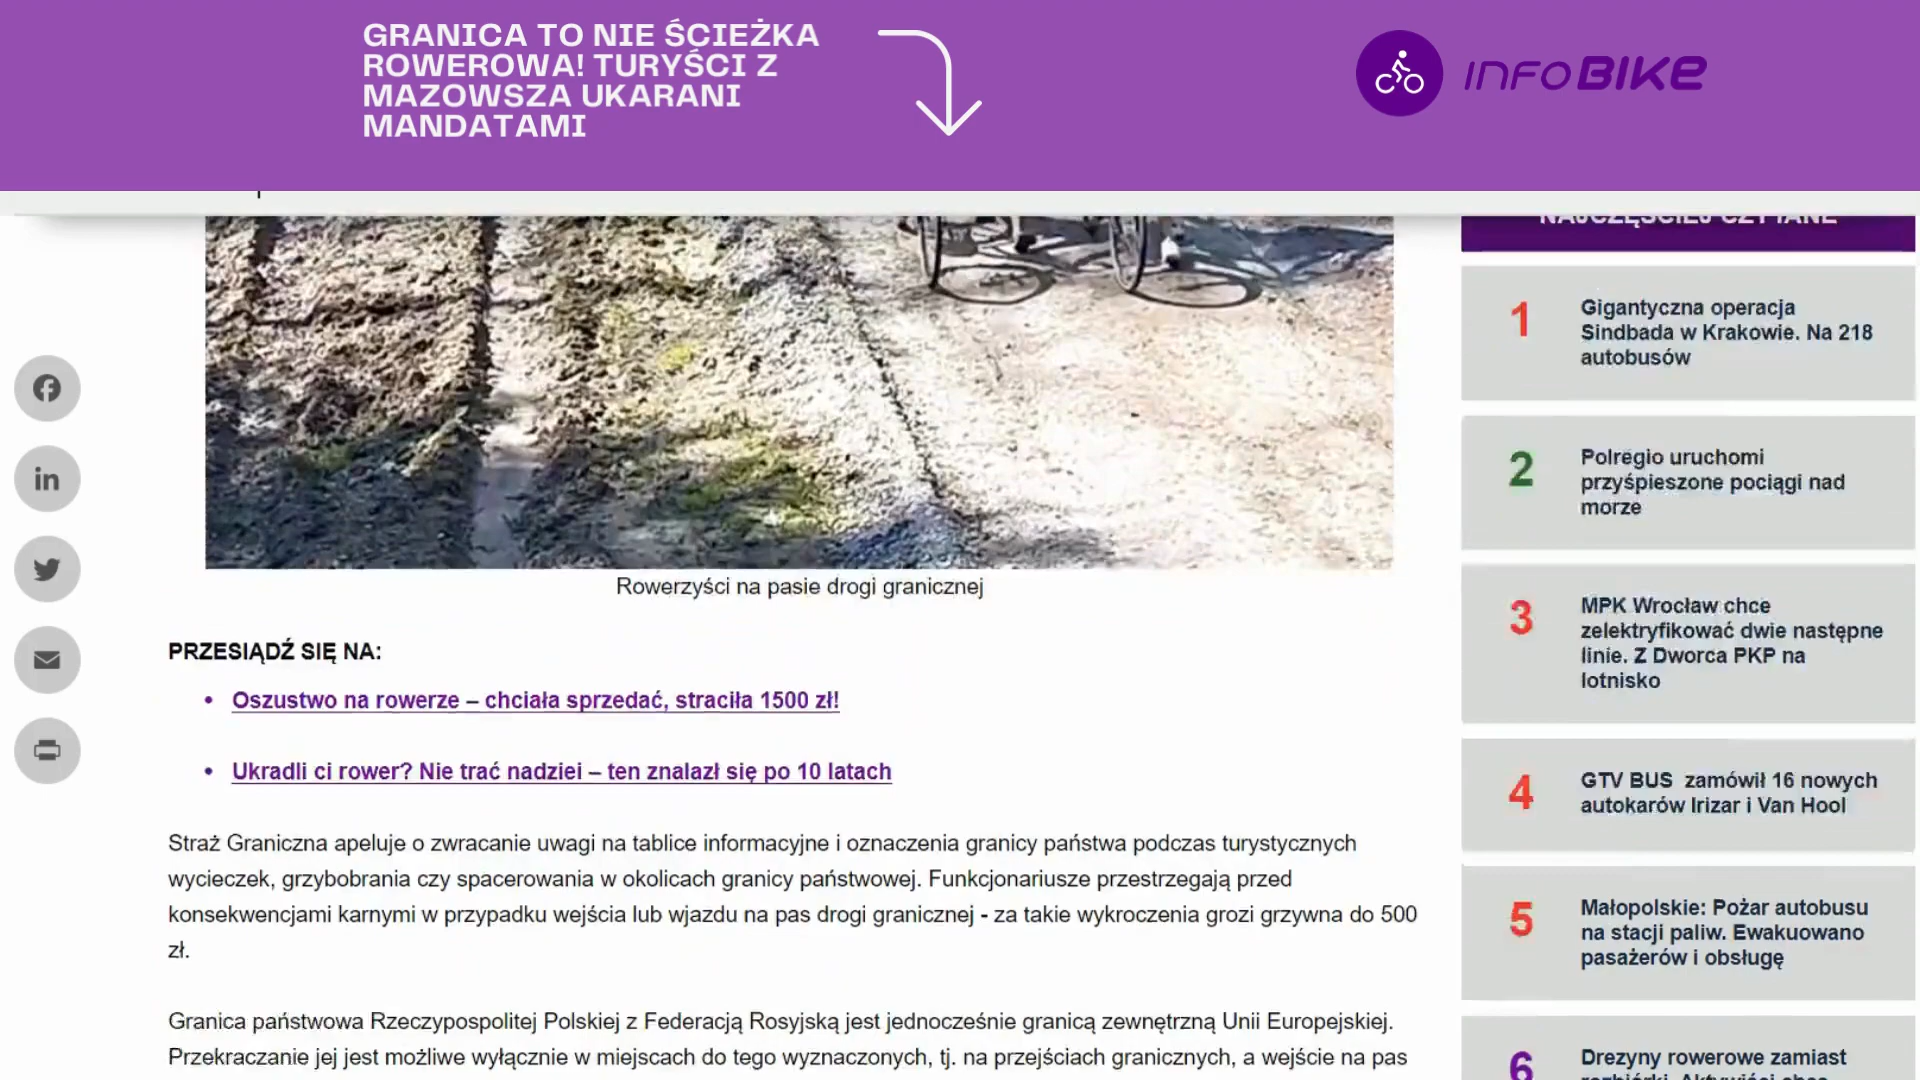 GRANICA TO NIE ŚCIEŻKA
ROWEROWA! TURYŚCI Z
MAZOWSZA UKARANI
MANDATAMI
INFO BIKE
NAJCZĘŚCIEJ CZYTANE
Rowerzyści na pasie drogi granicznej
PRZESIĄDŹ SIĘ NA:
• Oszustwo na rowerze – chciała sprzedać, straciła 1500 zł!
• Ukradli ci rower? Nie trać nadziei – ten znalazł się po 10 latach
Straż Graniczna apeluje o zwracanie uwagi na tablice informacyjne i oznaczenia granicy państwa podczas turystycznych
wycieczek, grzybobrania czy spacerowania w okolicach granicy państwowej. Funkcjonariusze przestrzegają przed
konsekwencjami karnymi w przypadku wejścia lub wjazdu na pas drogi granicznej - za takie wykroczenia grozi grzywna do 500
zł.
Granica państwowa Rzeczypospolitej Polskiej z Federacją Rosyjską jest jednocześnie granicą zewnętrzną Unii Europejskiej.
Przekraczanie jej jest możliwe wyłącznie w miejscach do tego wyznaczonych, tj. na przejściach granicznych, a wejście na pas
1
Gigantyczna operacja
Sindbada w Krakowie. Na 218
autobusów
2
Polregio uruchomi
przyśpieszone pociągi nad
morze
3
MPK Wrocław chce
zelektryfikować dwie następne
linie. Z Dworca PKP na
lotnisko
4
GTV BUS zamówił 16 nowych
autokarów Irizar i Van Hool
5
Małopolskie: Pożar autobusu
na stacji paliw. Ewakuowano
pasażerów i obsługę
6
Drezyny rowerowe zamiast